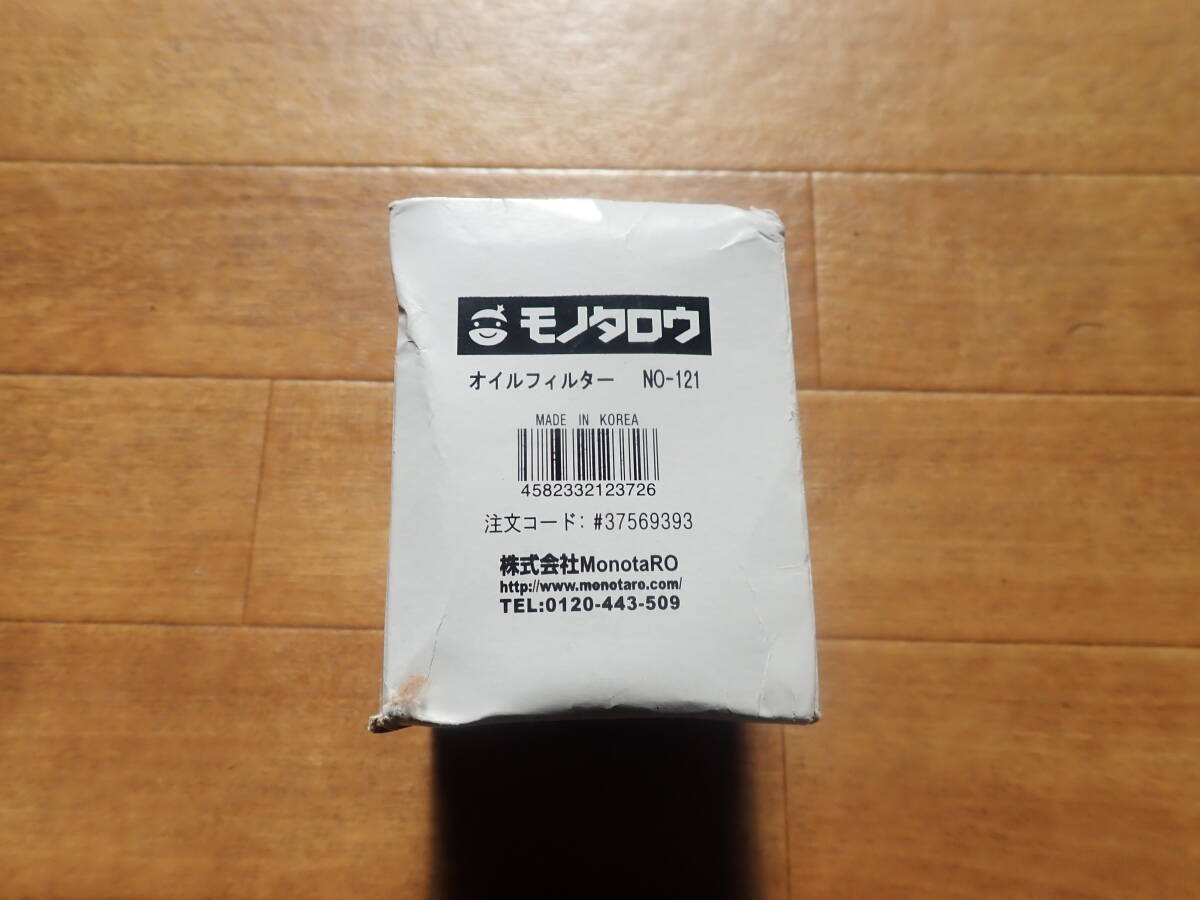 モノタロウ
オイルフィルター NO-121
MADE IN KOREA
4582332123726
注文コード: #37569393
株式会社MonotaRO
http://www.monotaro.com/
TEL:0120-443-509